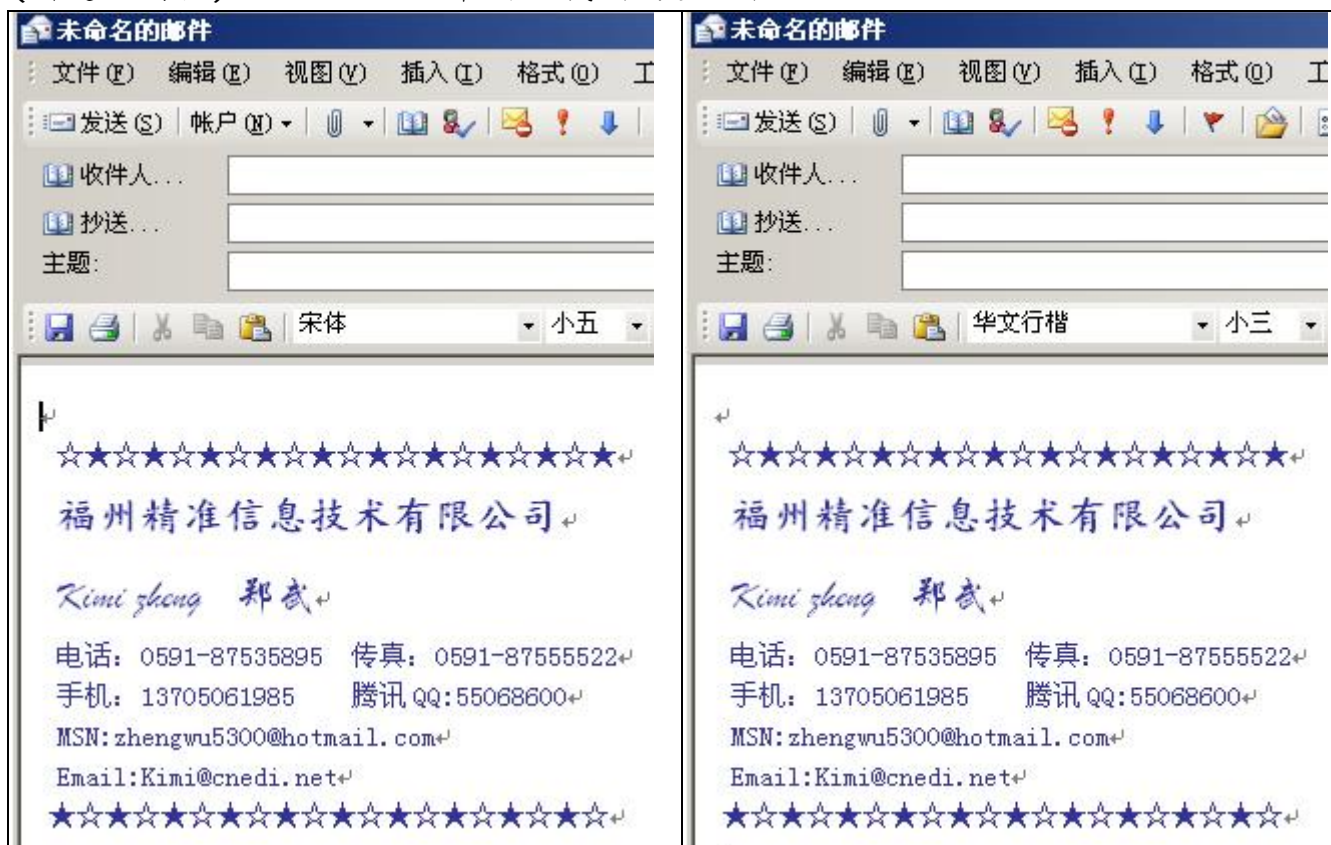 未命名的邮件
文件(F) 编辑(E) 视图(V) 插入(I) 格式(O) 工
发送(S) 帐户(N)
收件人...
抄送...
主题:
宋体 小五
☆★☆★☆★☆★☆★☆★☆★☆★☆★☆★
福州精准信息技术有限公司
Kimi zheng 郑武
电话：0591-87535895 传真：0591-87555522
手机：13705061985 腾讯QQ:55068600
MSN:zhengwu5300@hotmail.com
Email:Kimi@cnedi.net
★☆★☆★☆★☆★☆★☆★☆★☆★☆★☆
未命名的邮件
文件(F) 编辑(E) 视图(V) 插入(I) 格式(O) 工
发送(S)
收件人...
抄送...
主题:
华文行楷 小三
☆★☆★☆★☆★☆★☆★☆★☆★☆★☆★
福州精准信息技术有限公司
Kimi zheng 郑武
电话：0591-87535895 传真：0591-87555522
手机：13705061985 腾讯QQ:55068600
MSN:zhengwu5300@hotmail.com
Email:Kimi@cnedi.net
★☆★☆★☆★☆★☆★☆★☆★☆★☆★☆